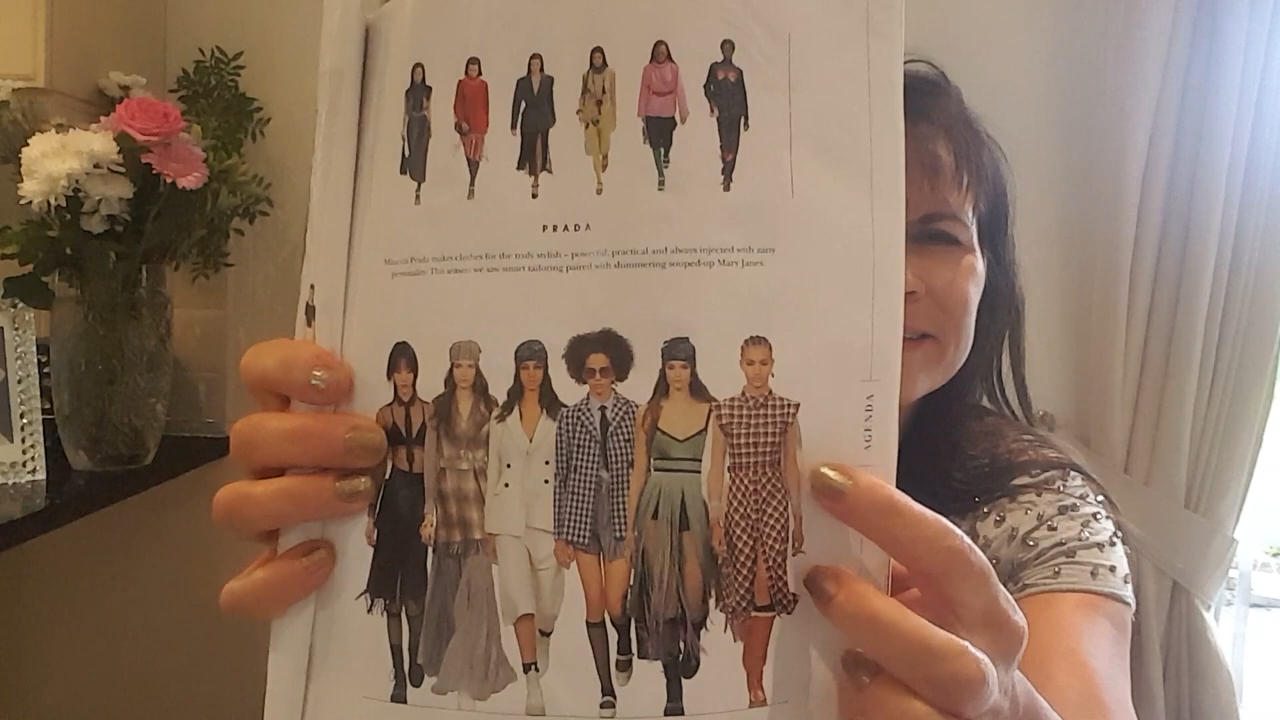 PRADA
Miuccia Prada makes clothes for the truly stylish – powerful, practical and always injected with zany
personality. This season we saw smart tailoring paired with shimmering souped-up Mary Janes.
AGENDA